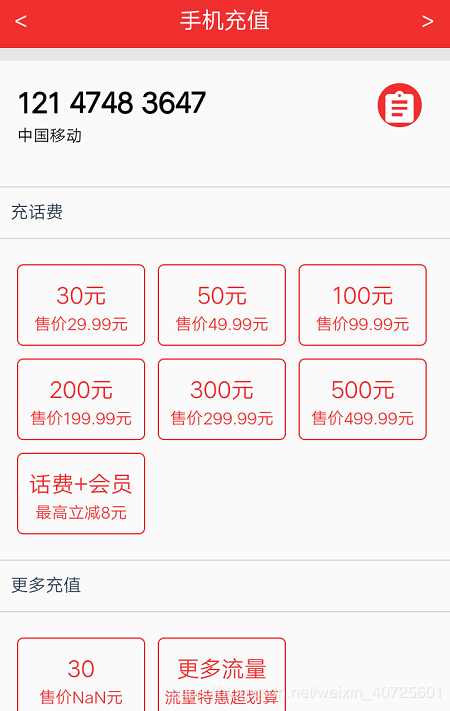 < 手机充值 >
121 4748 3647
中国移动
充话费
30元 50元 100元
售价29.99元 售价49.99元 售价99.99元
200元 300元 500元
售价199.99元 售价299.99元 售价499.99元
话费+会员
最高立减8元
更多充值
30 更多流量
售价NaN元 流量特惠超划算
weixin_40725601